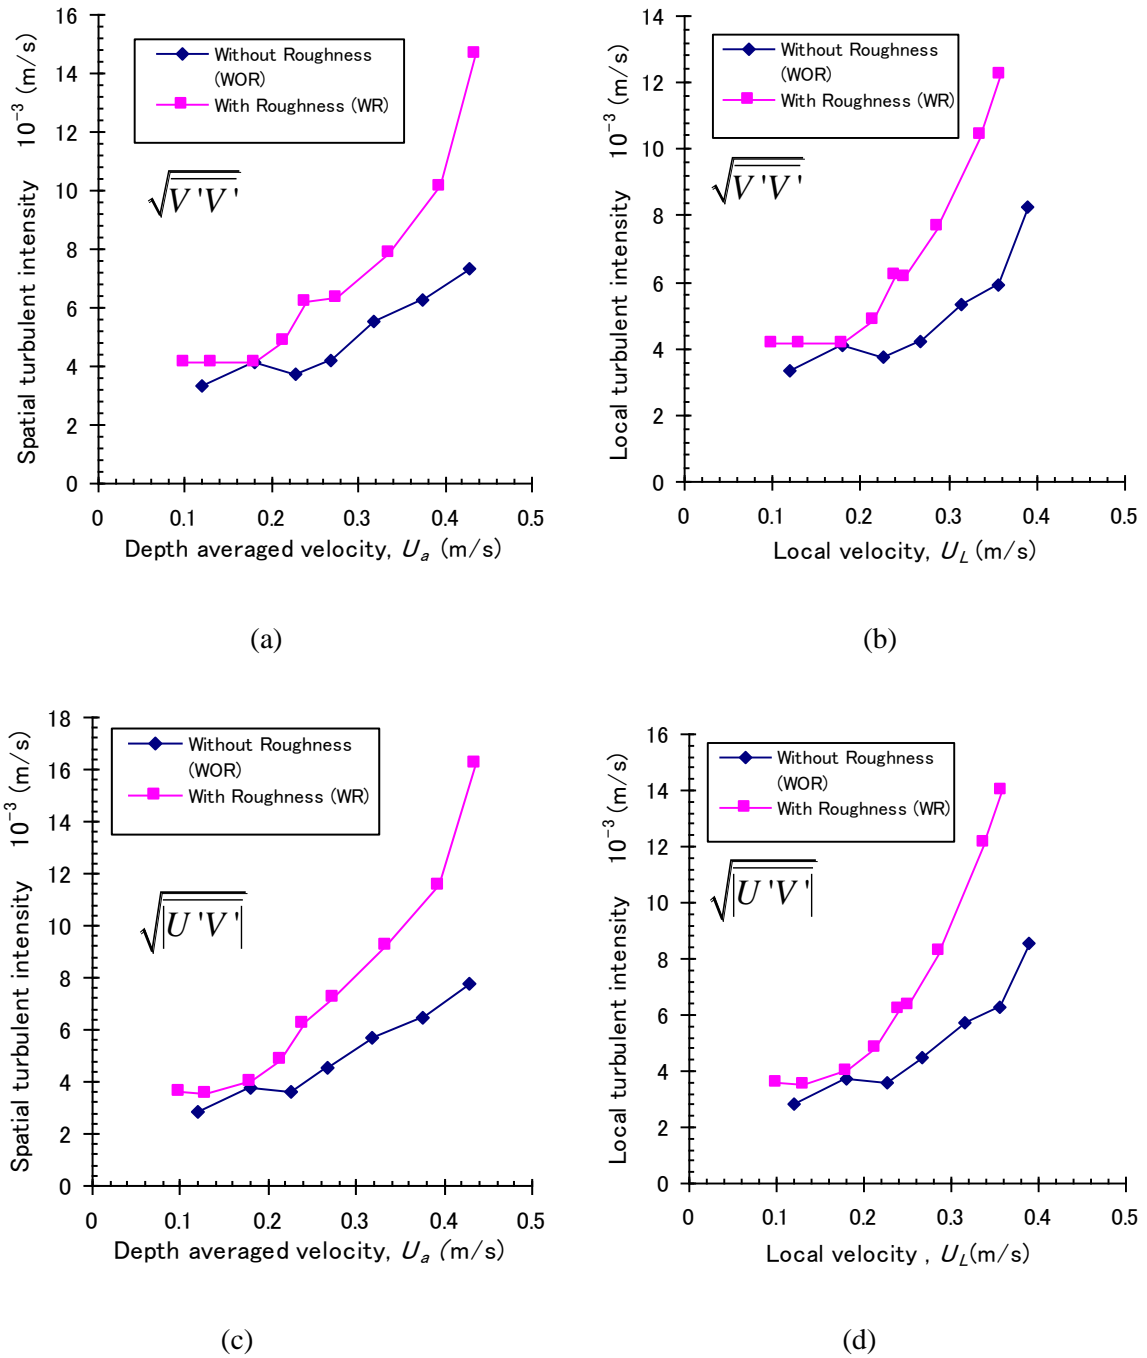 16
14
12
10
8
6
4
2
0
Spatial turbulent intensity 10⁻³ (m/s)
Without Roughness
(WOR)
With Roughness (WR)
√V'V'
0 0.1 0.2 0.3 0.4 0.5
Depth averaged velocity, Ua (m/s)
(a)
14
12
10
8
6
4
2
0
Local turbulent intensity 10⁻³ (m/s)
Without Roughness
(WOR)
With Roughness (WR)
√V'V'
0 0.1 0.2 0.3 0.4 0.5
Local velocity, UL (m/s)
(b)
18
16
14
12
10
8
6
4
2
0
Spatial turbulent intensity 10⁻³ (m/s)
Without Roughness
(WOR)
With Roughness (WR)
√|U'V'|
0 0.1 0.2 0.3 0.4 0.5
Depth averaged velocity, Ua (m/s)
(c)
16
14
12
10
8
6
4
2
0
Local turbulent intensity 10⁻³ (m/s)
Without Roughness
(WOR)
With Roughness (WR)
√|U'V'|
0 0.1 0.2 0.3 0.4 0.5
Local velocity , UL(m/s)
(d)